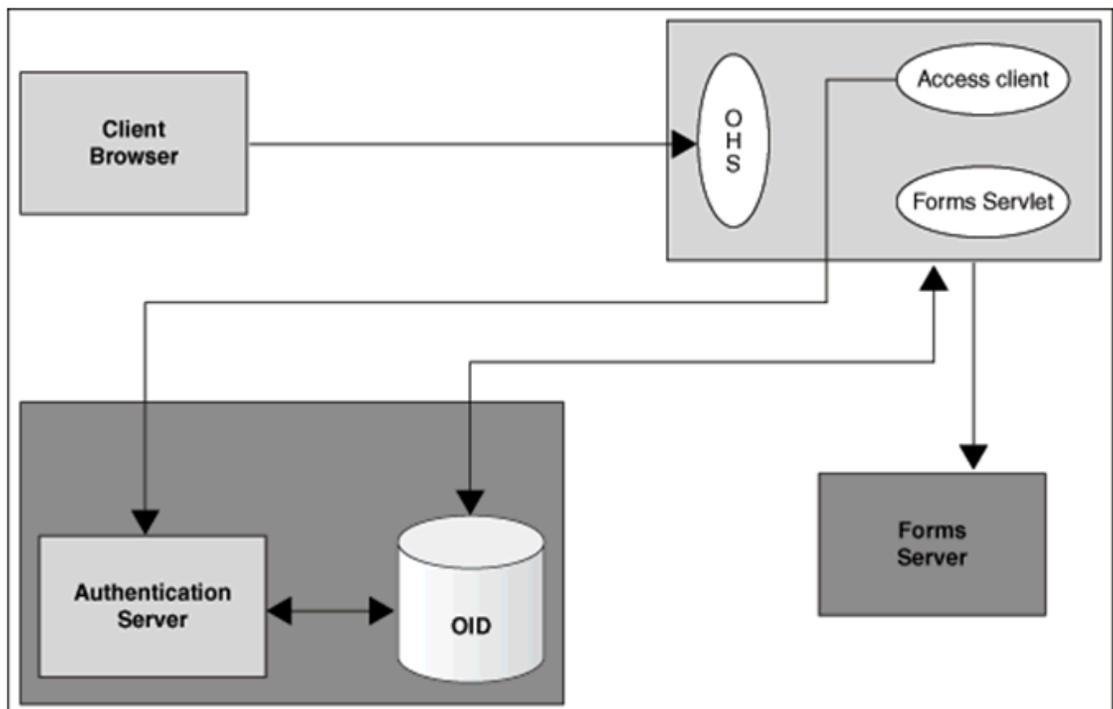 Client
Browser
O
H
S
Access client
Forms Servlet
Authentication
Server
OID
Forms
Server